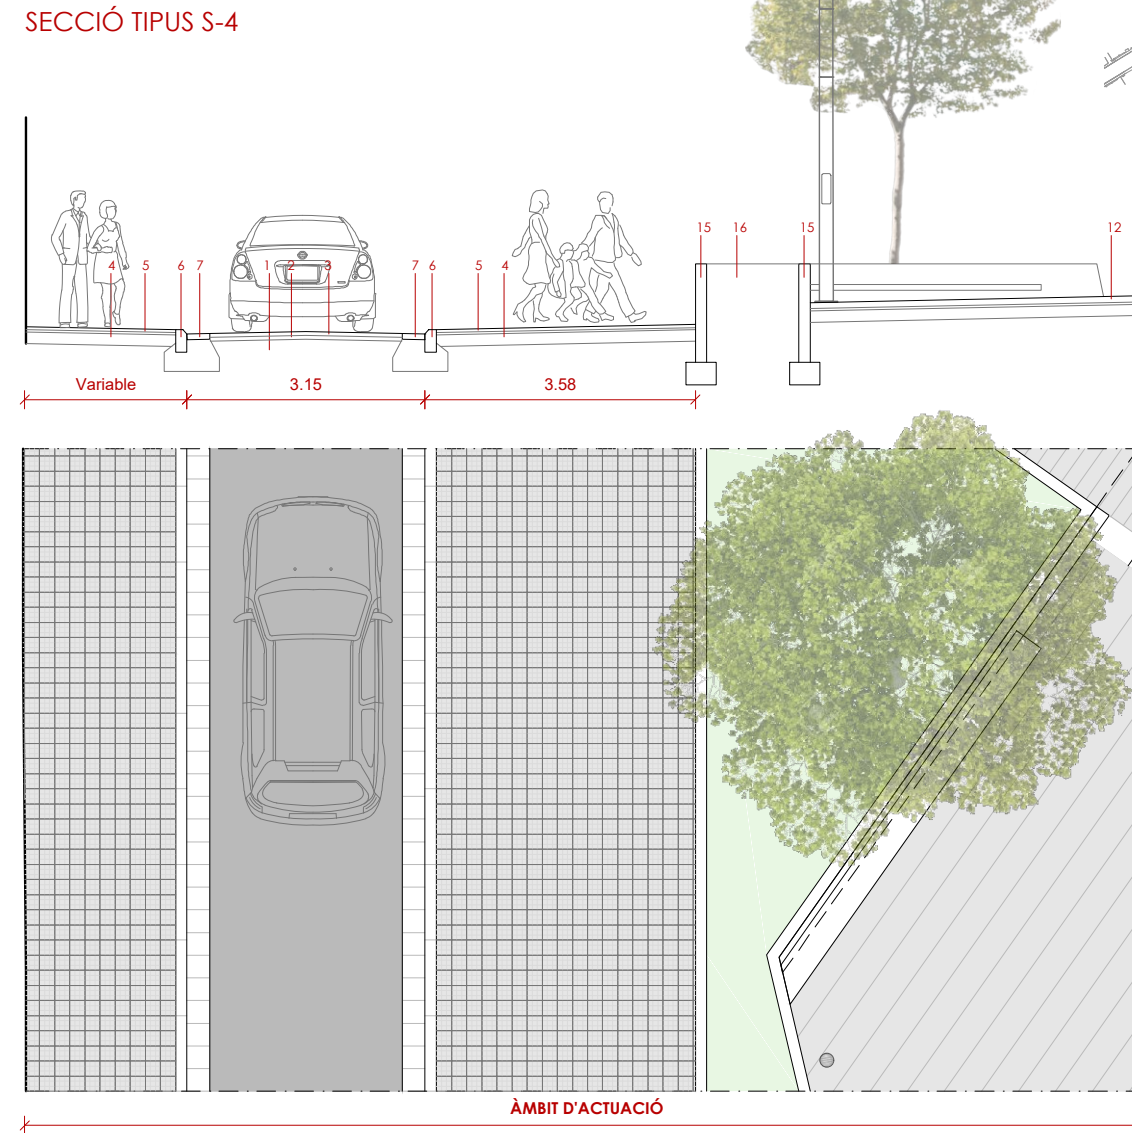 SECCIÓ TIPUS S-4
15 16 15 12
4 5 6 7 2 3 7 6 5 4
Variable 3.15 3.58
ÀMBIT D'ACTUACIÓ